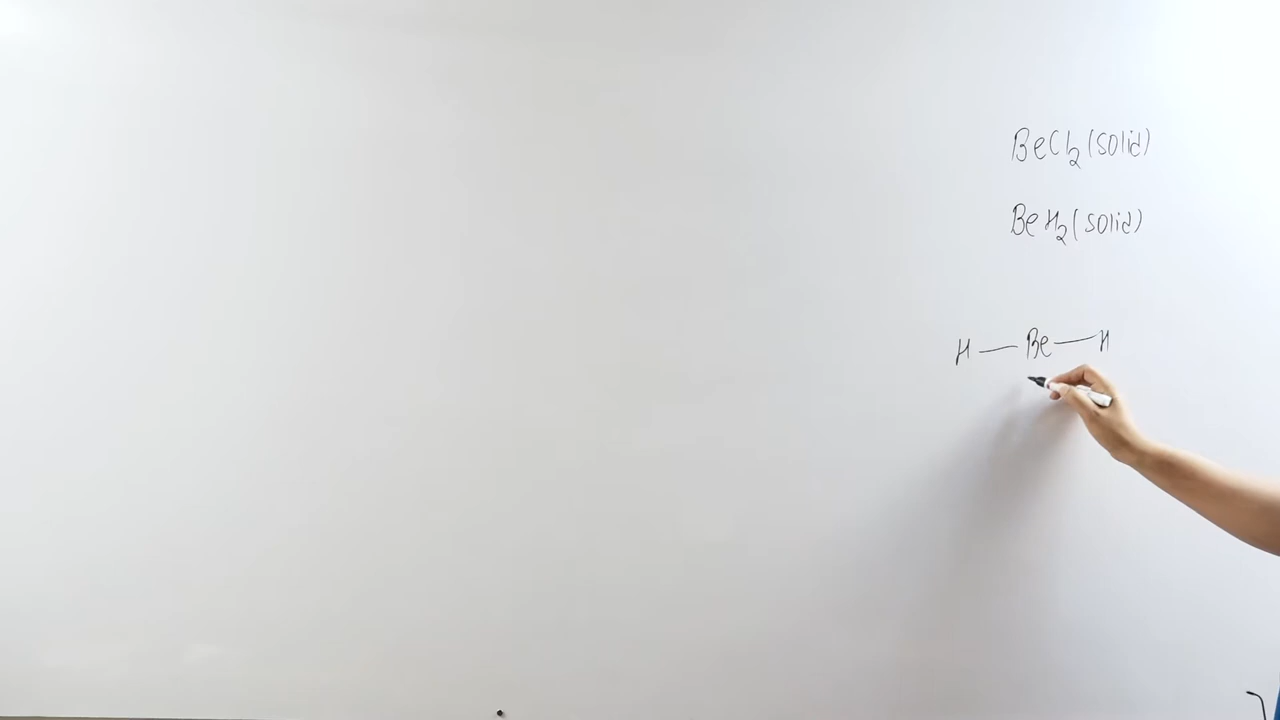 BeCl₂ (solid)
BeH₂ (solid)
H — Be — H